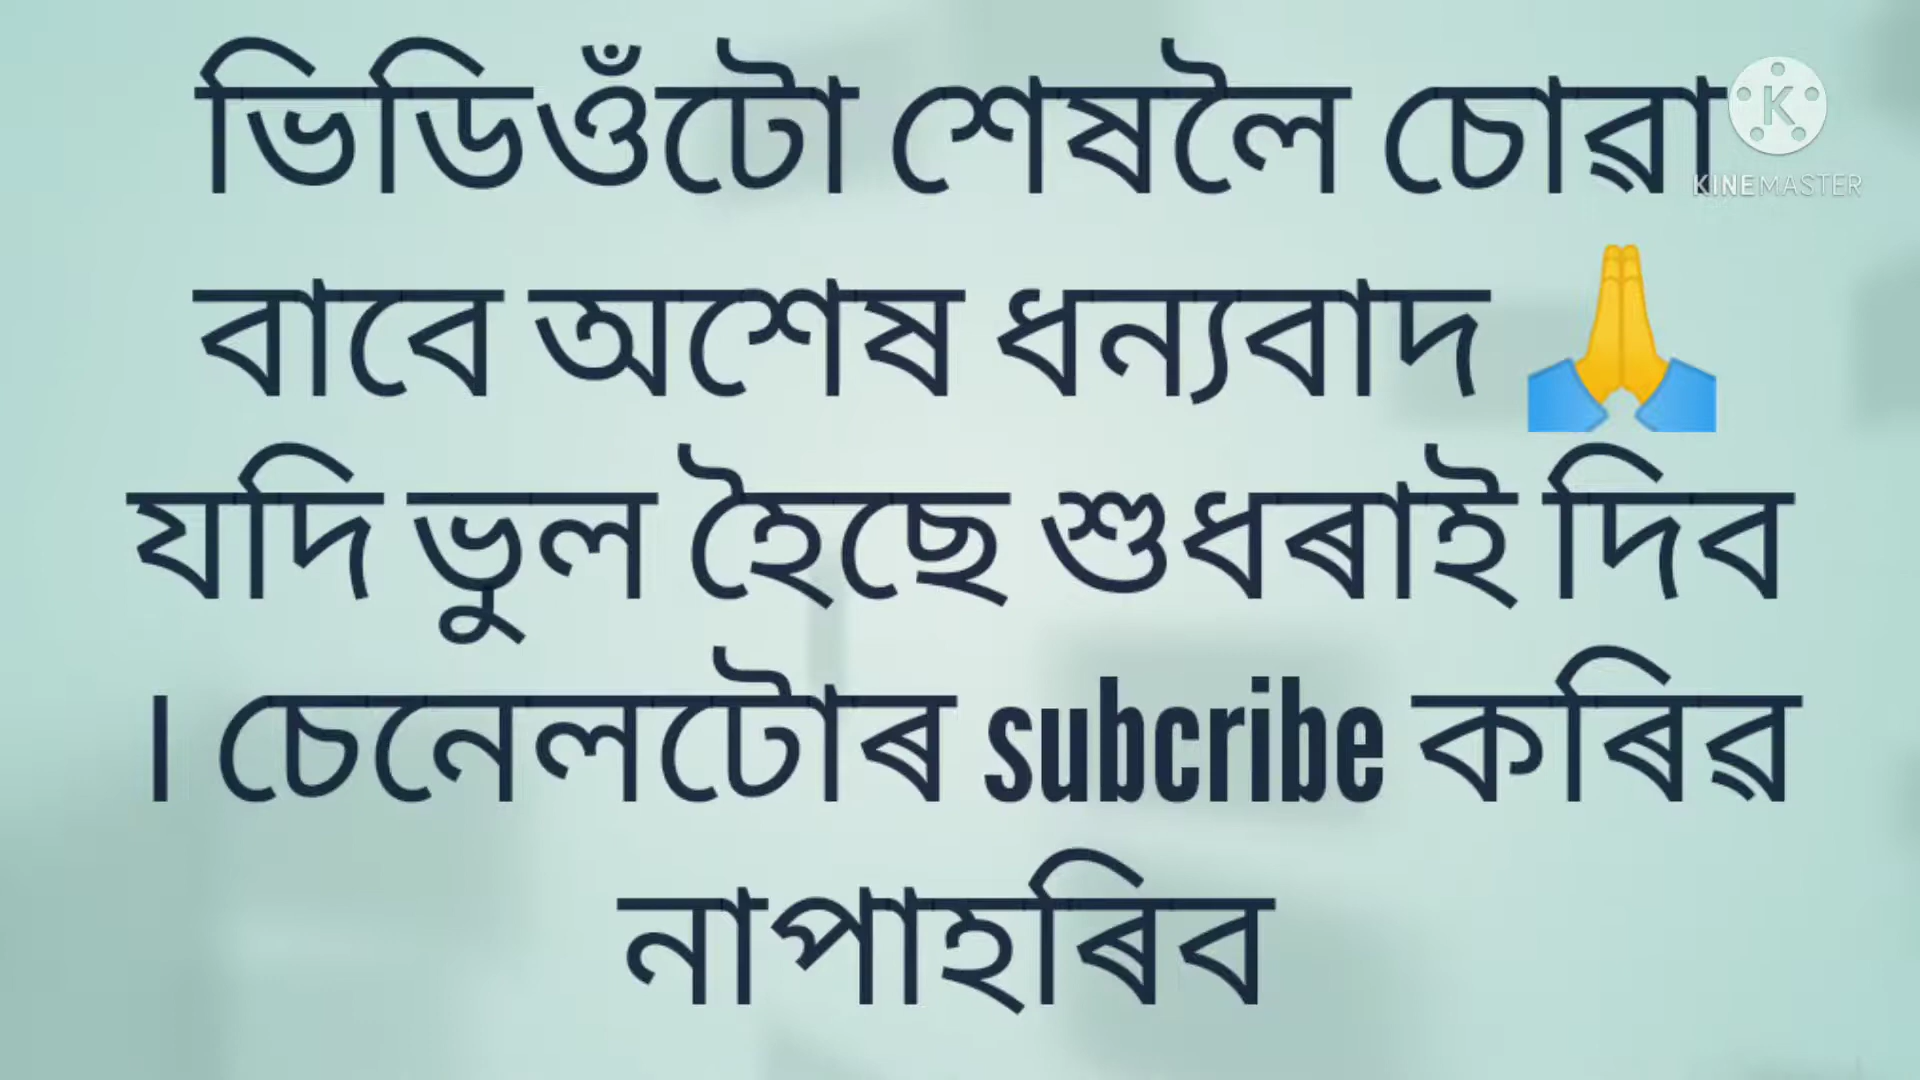 ভিডিওঁটো শেষলৈ চোৱা
KINEMASTER
বাবে অশেষ ধন্যবাদ 🙏
যদি ভুল হৈছে শুধৰাই দিব
। চেনেলটোৰ subcribe কৰিৱ
নাপাহৰিব